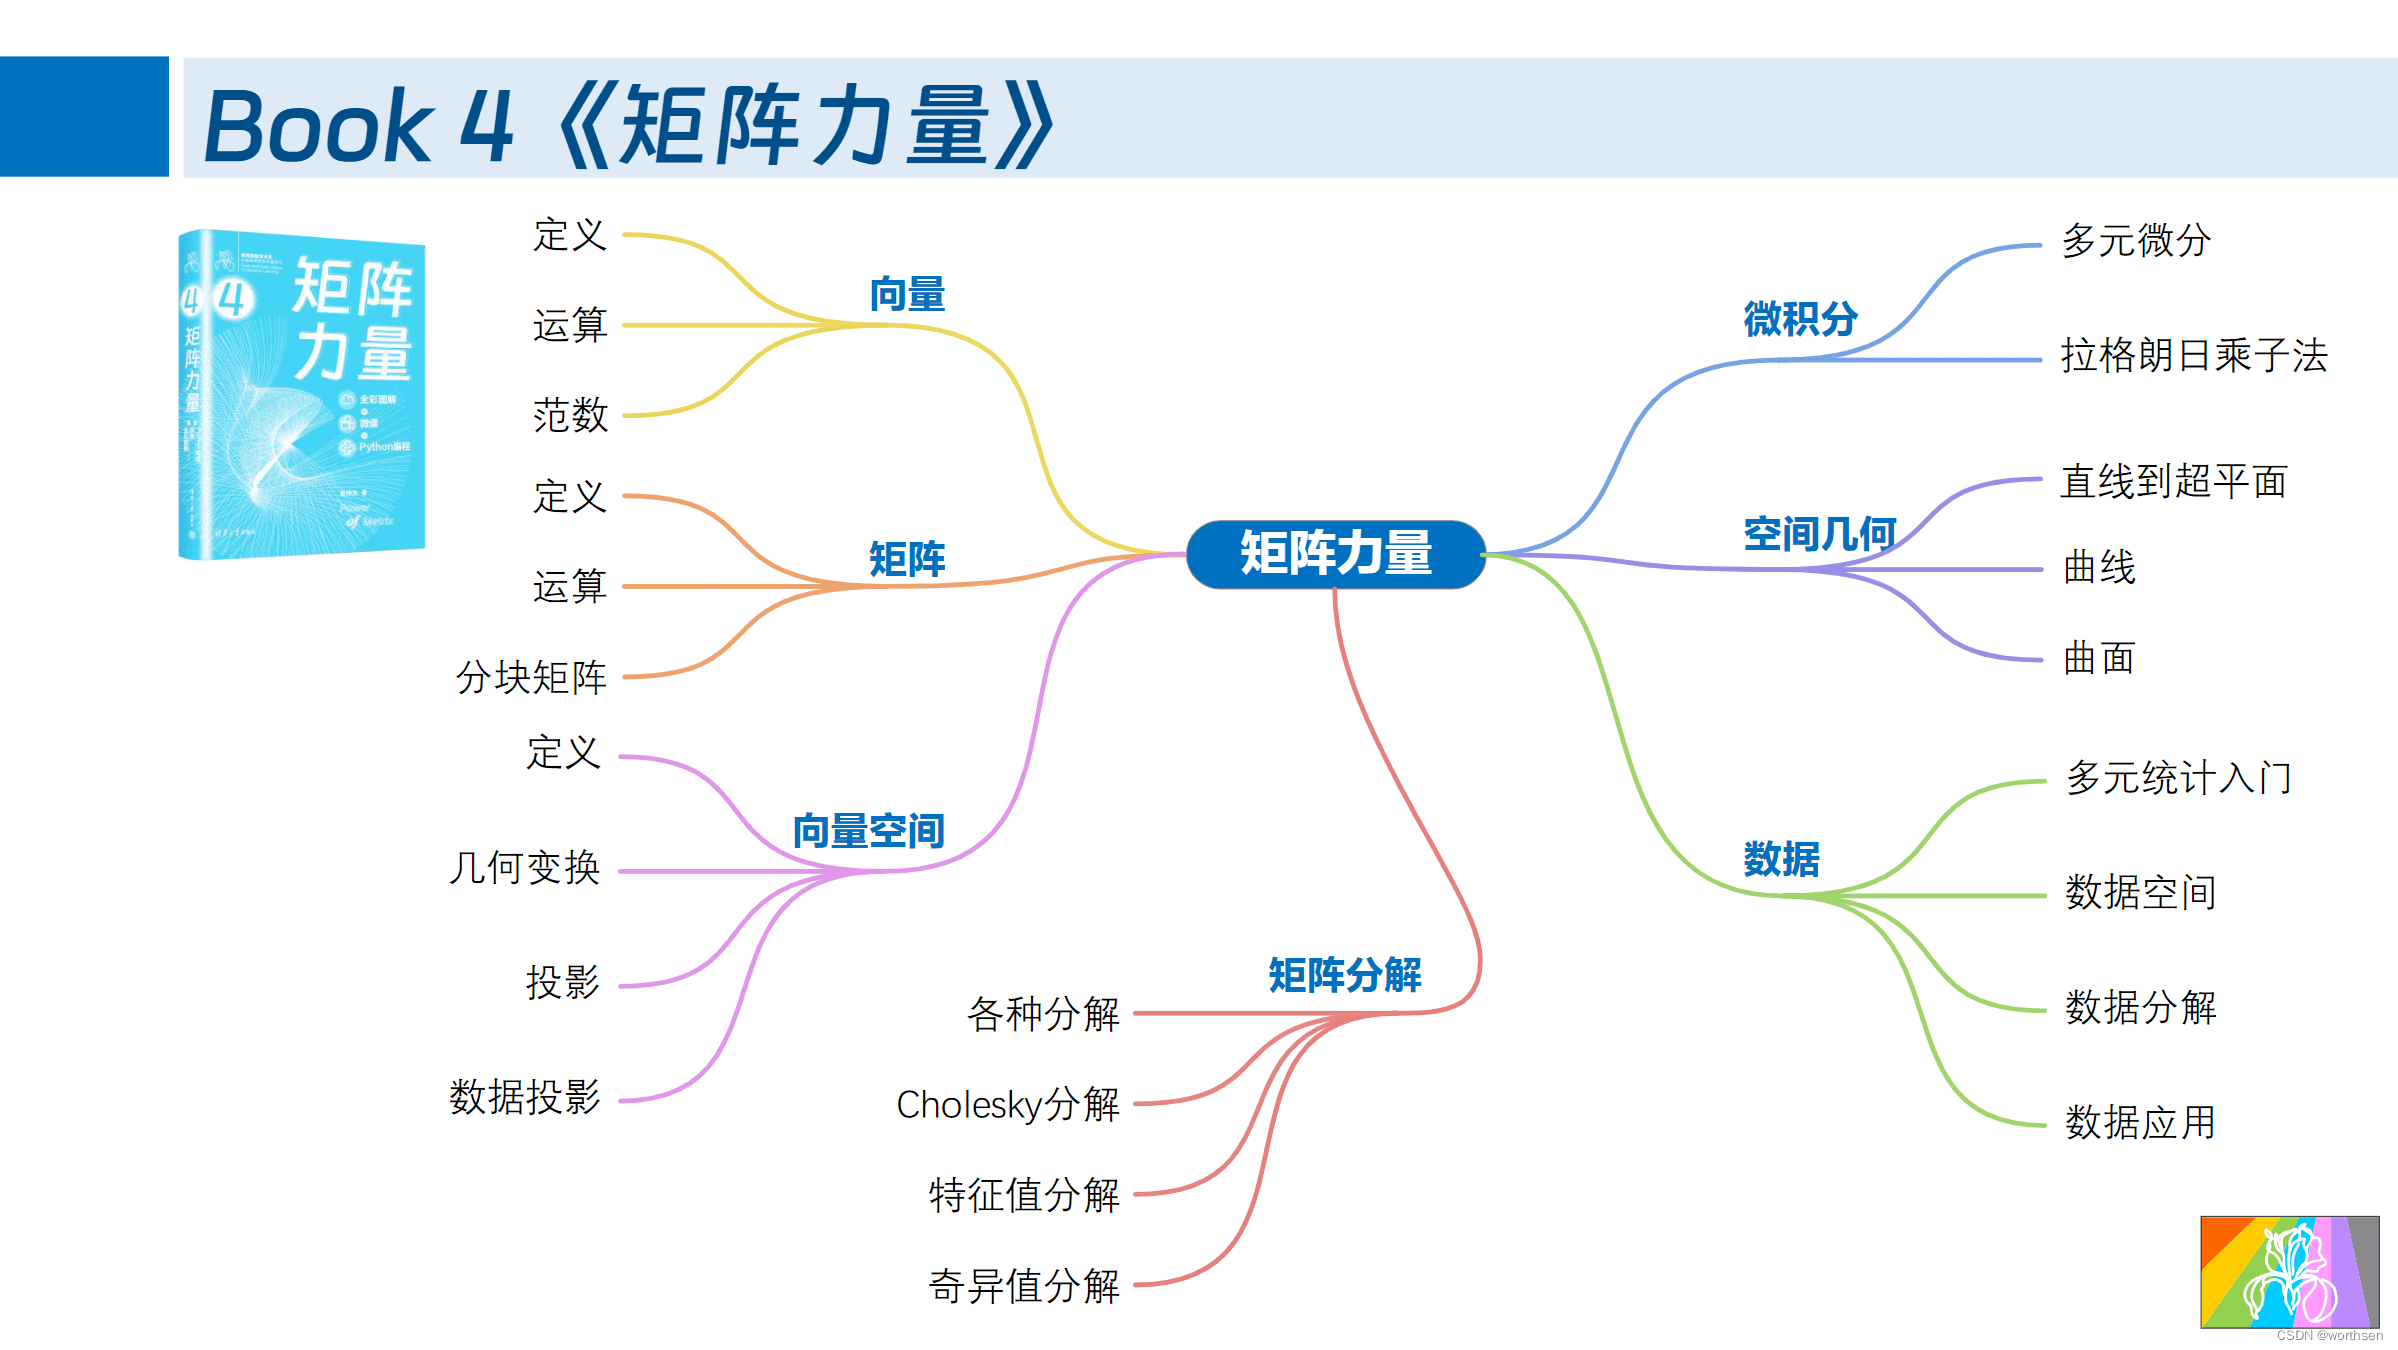 Book 4《矩阵力量》
4
矩阵力量
4
矩阵
力量
全彩图解
微课
Python编程
Power
of Matrix
定义
运算
范数
向量
定义
运算
分块矩阵
矩阵
定义
几何变换
投影
数据投影
向量空间
矩阵力量
矩阵分解
各种分解
Cholesky分解
特征值分解
奇异值分解
微积分
多元微分
拉格朗日乘子法
空间几何
直线到超平面
曲线
曲面
数据
多元统计入门
数据空间
数据分解
数据应用
CSDN @worthsen